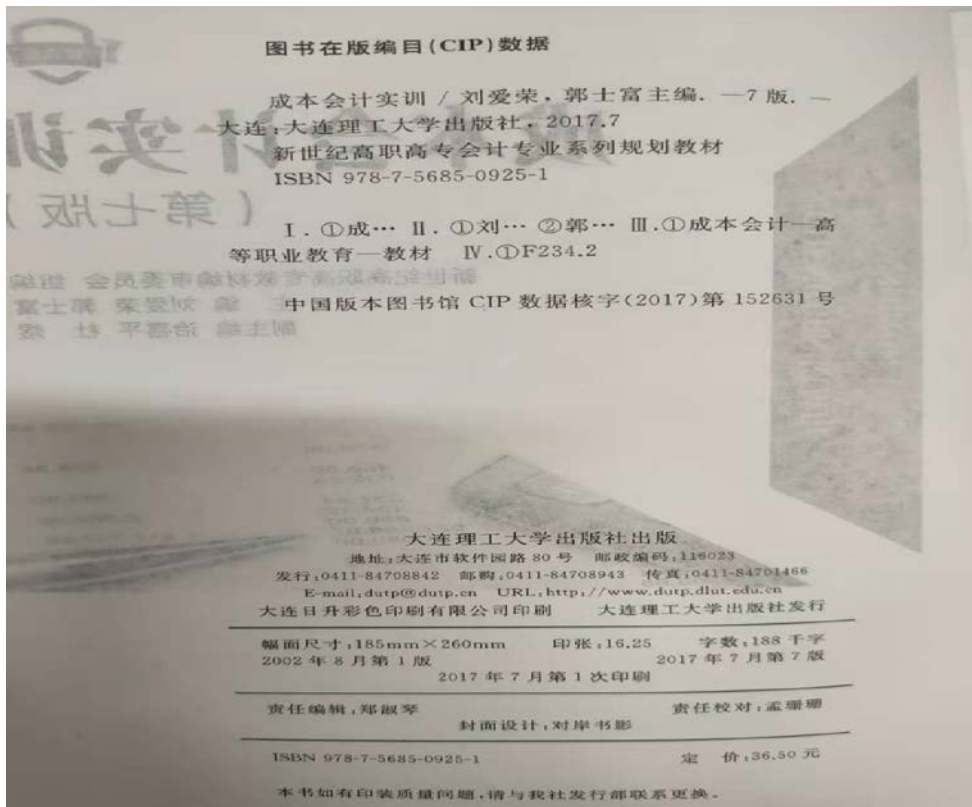 图书在版编目(CIP)数据
成本会计实训 / 刘爱荣, 郭士富主编. —7 版. —
大连:大连理工大学出版社, 2017.7
新世纪高职高专会计专业系列规划教材
ISBN 978-7-5685-0925-1
Ⅰ. ①成… Ⅱ. ①刘… ②郭… Ⅲ.①成本会计—高
等职业教育—教材 Ⅳ.①F234.2
中国版本图书馆 CIP 数据核字(2017)第 152631 号
大连理工大学出版社出版
地址:大连市软件园路 80 号 邮政编码:116023
发行:0411-84708842 邮购:0411-84708943 传真:0411-84701466
E-mail:dutp@dutp.cn URL:http://www.dutp.dlut.edu.cn
大连日升彩色印刷有限公司印刷 大连理工大学出版社发行
幅面尺寸:185mm×260mm 印张:16.25 字数:188 千字
2002 年 8 月第 1 版 2017 年 7 月第 7 版
2017 年 7 月第 1 次印刷
责任编辑:郑淑琴 责任校对:孟珊珊
封面设计:对岸书影
ISBN 978-7-5685-0925-1 定 价:36.50 元
本书如有印装质量问题,请与我社发行部联系更换。